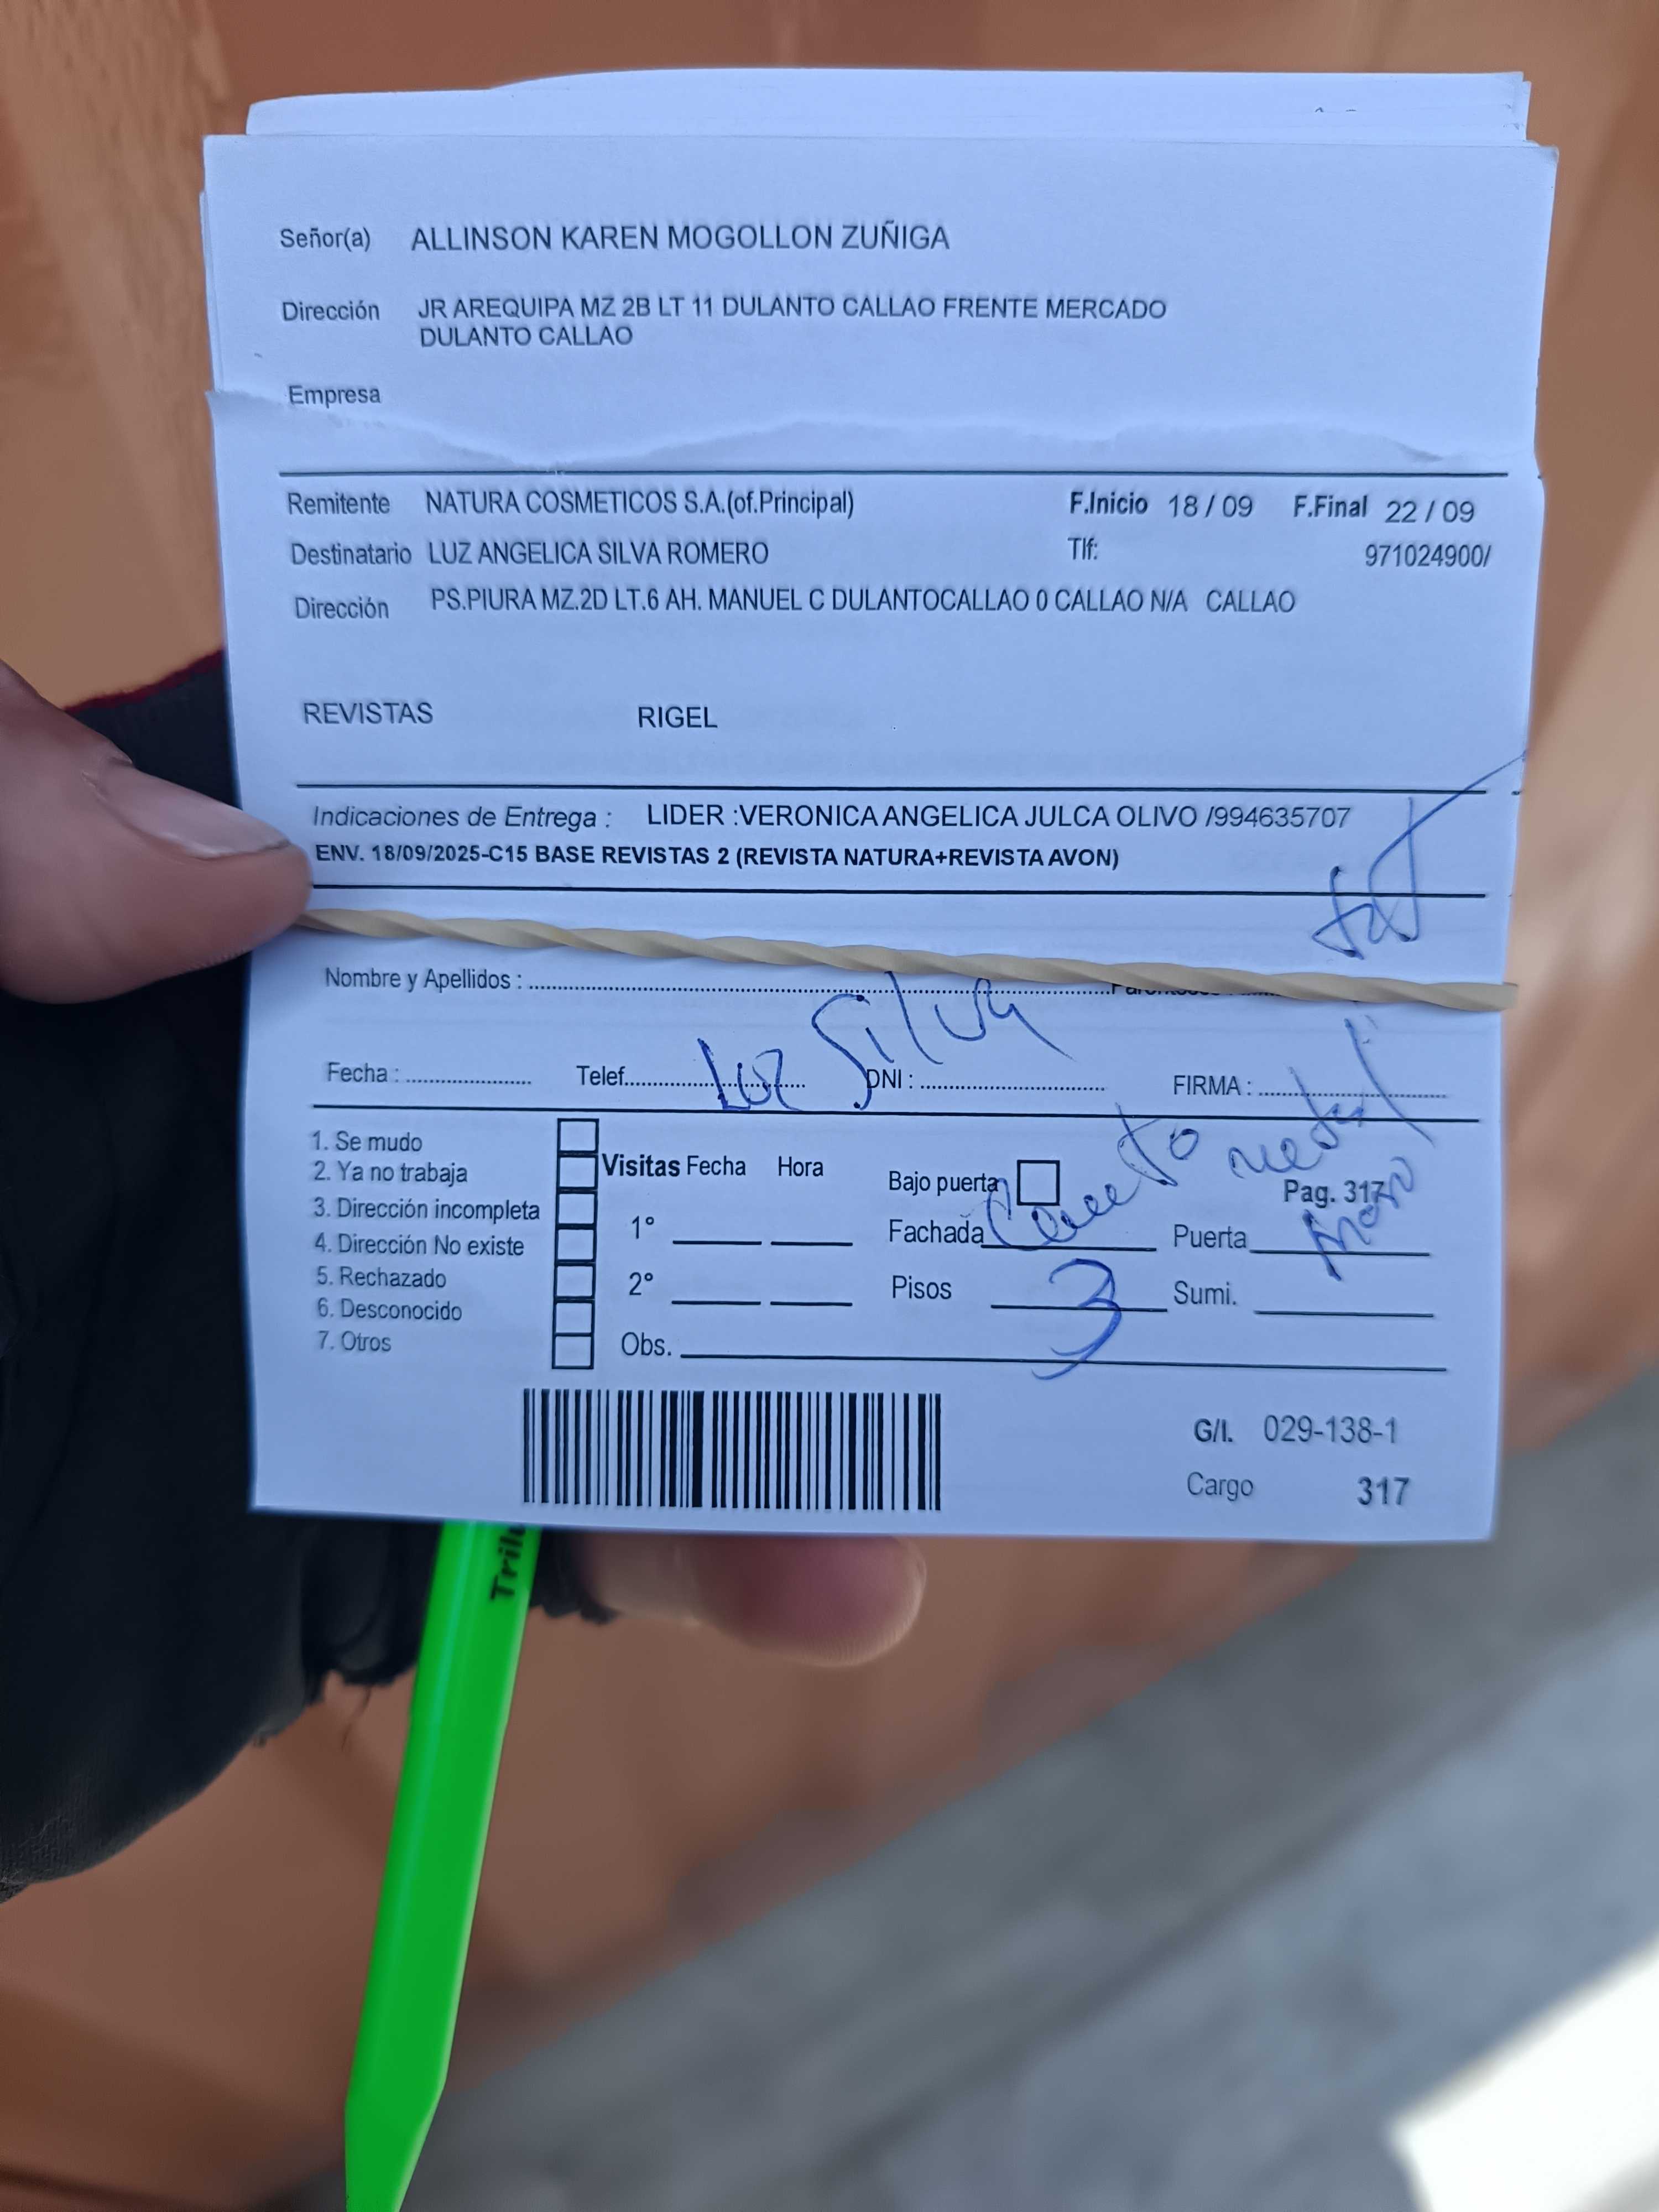 Señor(a) ALLINSON KAREN MOGOLLON ZUÑIGA
Dirección JR AREQUIPA MZ 2B LT 11 DULANTO CALLAO FRENTE MERCADO
DULANTO CALLAO
Empresa
Remitente NATURA COSMETICOS S.A.(of.Principal) F.Inicio 18 / 09 F.Final 22 / 09
Destinatario LUZ ANGELICA SILVA ROMERO Tlf: 971024900/
Dirección PS.PIURA MZ.2D LT.6 AH. MANUEL C DULANTOCALLAO 0 CALLAO N/A CALLAO
REVISTAS RIGEL
Indicaciones de Entrega : LIDER :VERONICA ANGELICA JULCA OLIVO /994635707
ENV. 18/09/2025-C15 BASE REVISTAS 2 (REVISTA NATURA+REVISTA AVON)
Nombre y Apellidos :
Luz Silva
Fecha : Telef. DNI : FIRMA :
1. Se mudo
2. Ya no trabaja
3. Dirección incompleta
4. Dirección No existe
5. Rechazado
6. Desconocido
7. Otros
Visitas Fecha Hora
1°
2°
Obs.
Bajo puerta Pag. 317
Fachada Puerta
Pisos 3 Sumi.
G/I. 029-138-1
Cargo 317
Trilu